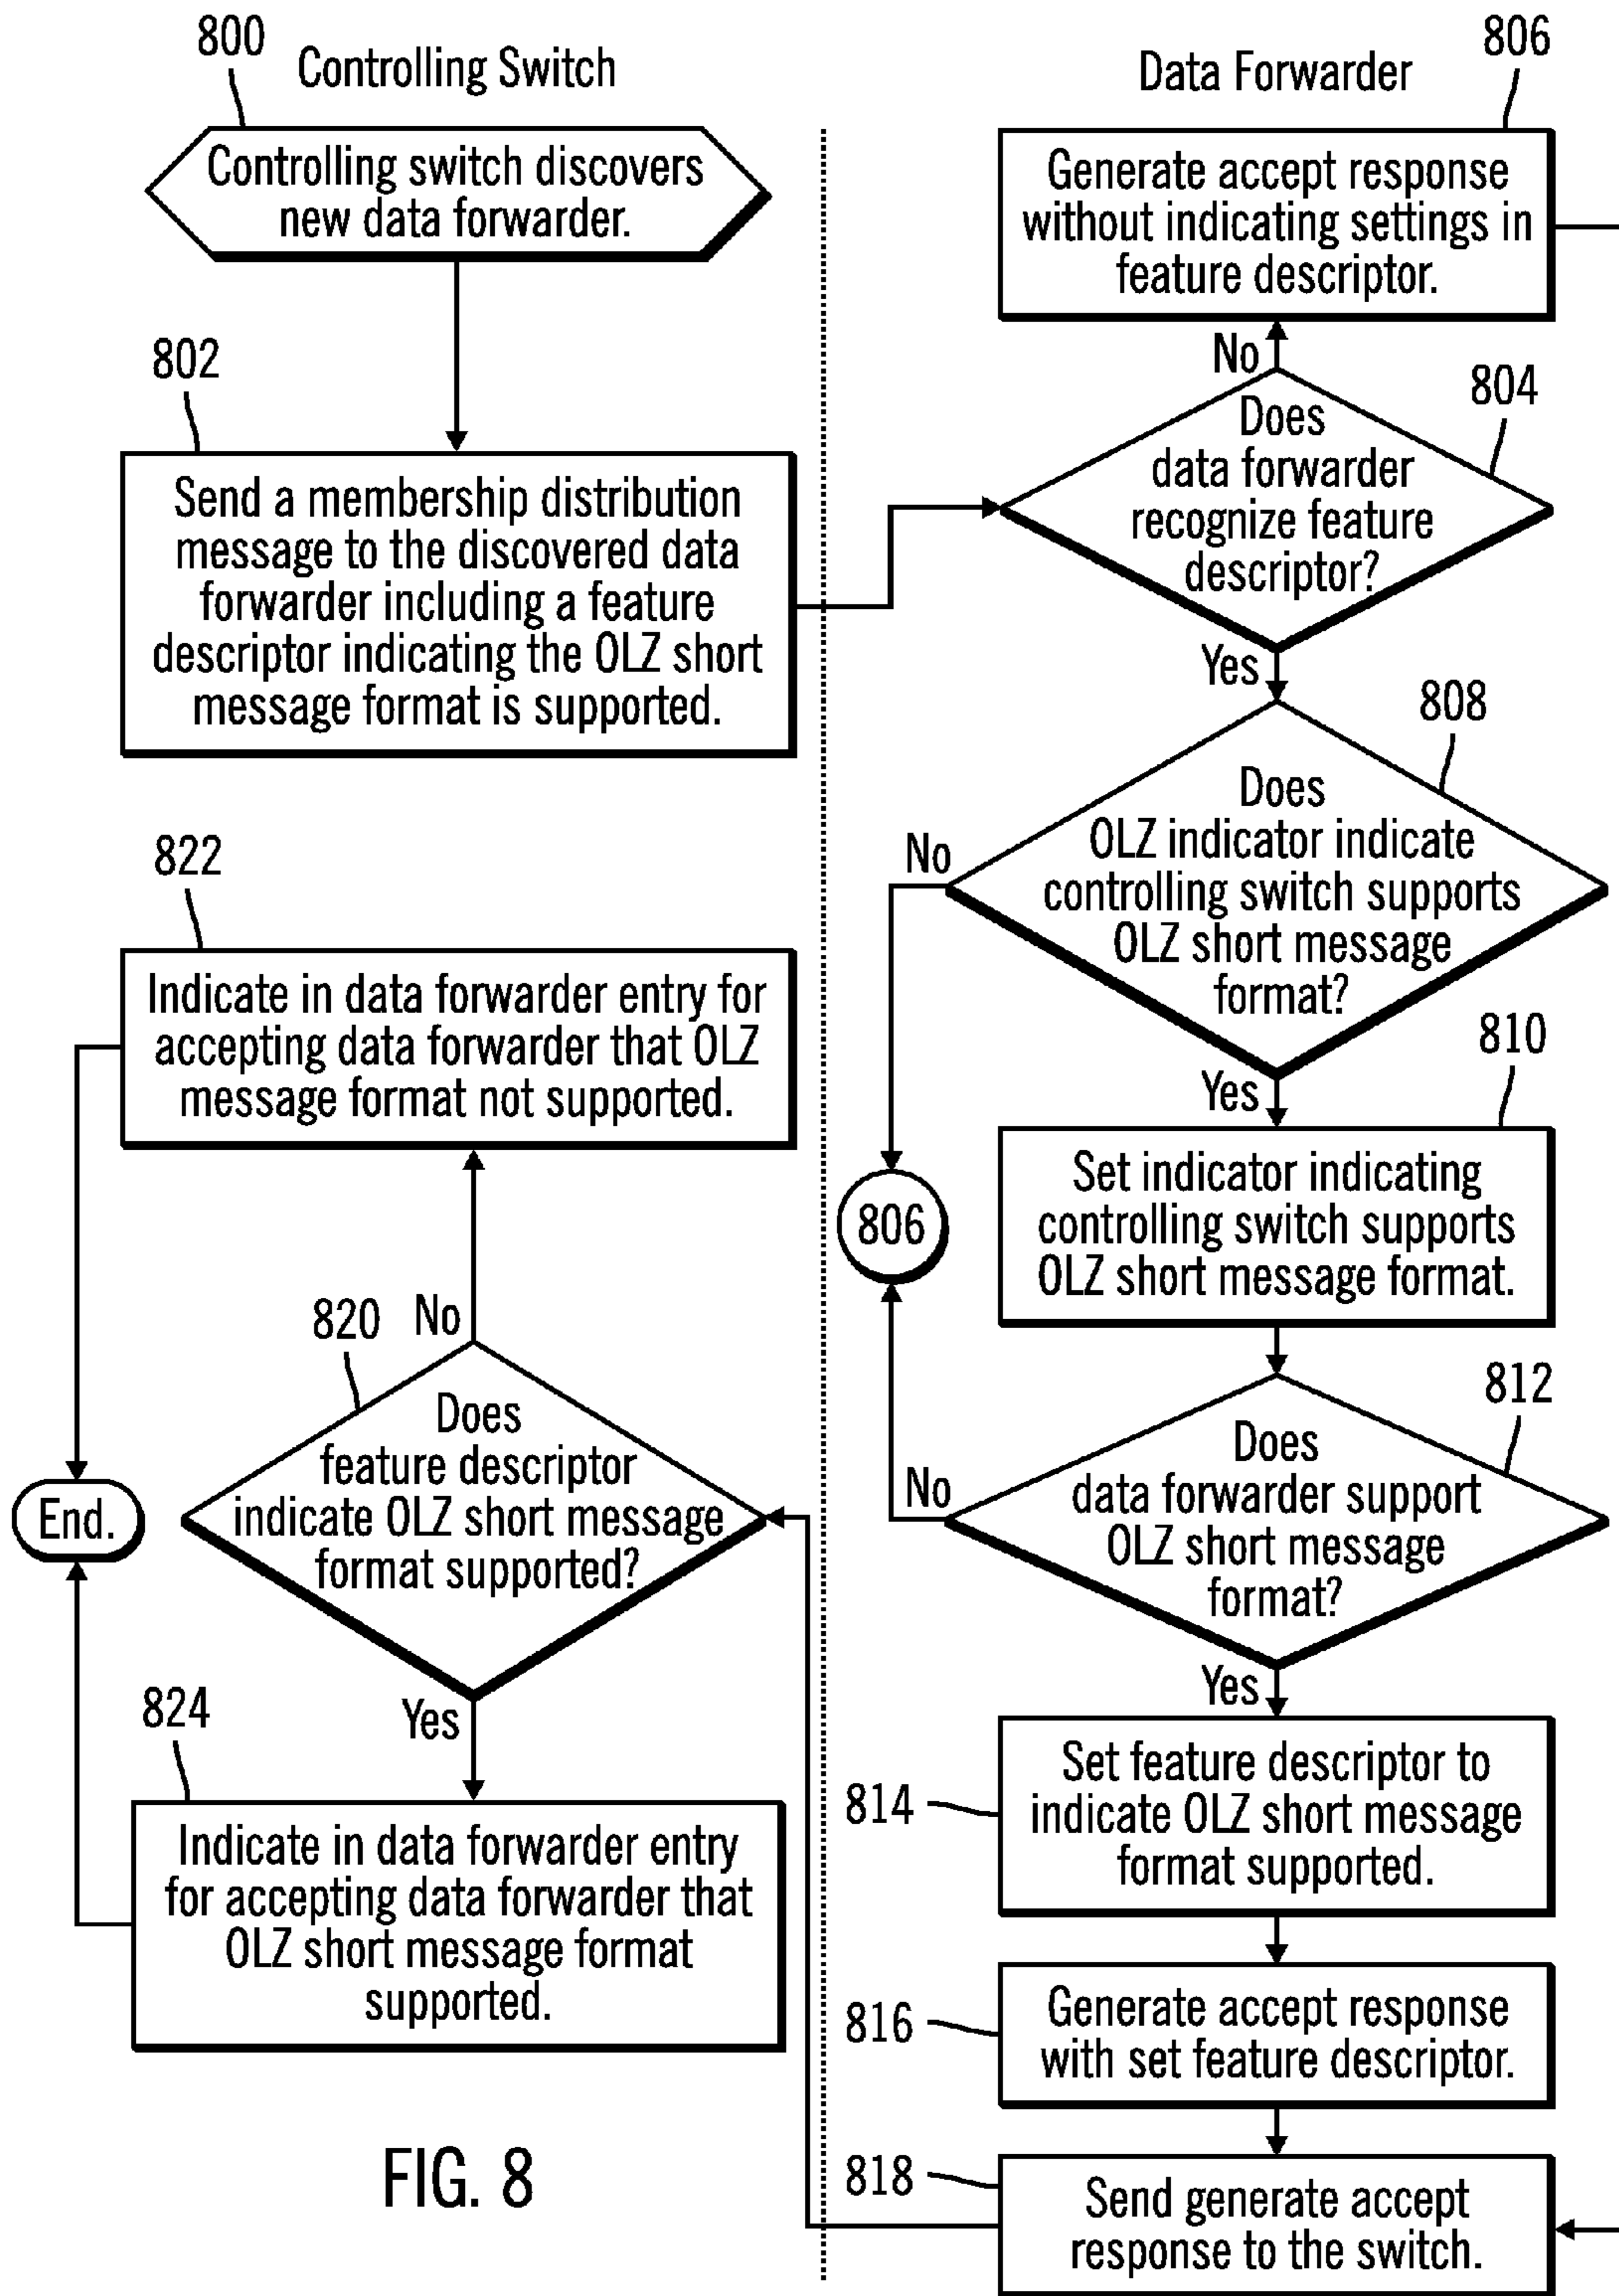 800
Controlling Switch
Controlling switch discovers
new data forwarder.
802
Send a membership distribution
message to the discovered data
forwarder including a feature
descriptor indicating the OLZ short
message format is supported.
822
Indicate in data forwarder entry for
accepting data forwarder that OLZ
message format not supported.
820
No
Does
feature descriptor
indicate OLZ short message
format supported?
End.
Yes
824
Indicate in data forwarder entry
for accepting data forwarder that
OLZ short message format
supported.
FIG. 8
Data Forwarder
806
Generate accept response
without indicating settings in
feature descriptor.
No
804
Does
data forwarder
recognize feature
descriptor?
Yes
808
Does
OLZ indicator indicate
controlling switch supports
OLZ short message
format?
No
Yes
810
Set indicator indicating
controlling switch supports
OLZ short message format.
806
812
Does
data forwarder support
OLZ short message
format?
No
Yes
814
Set feature descriptor to
indicate OLZ short message
format supported.
816
Generate accept response
with set feature descriptor.
818
Send generate accept
response to the switch.